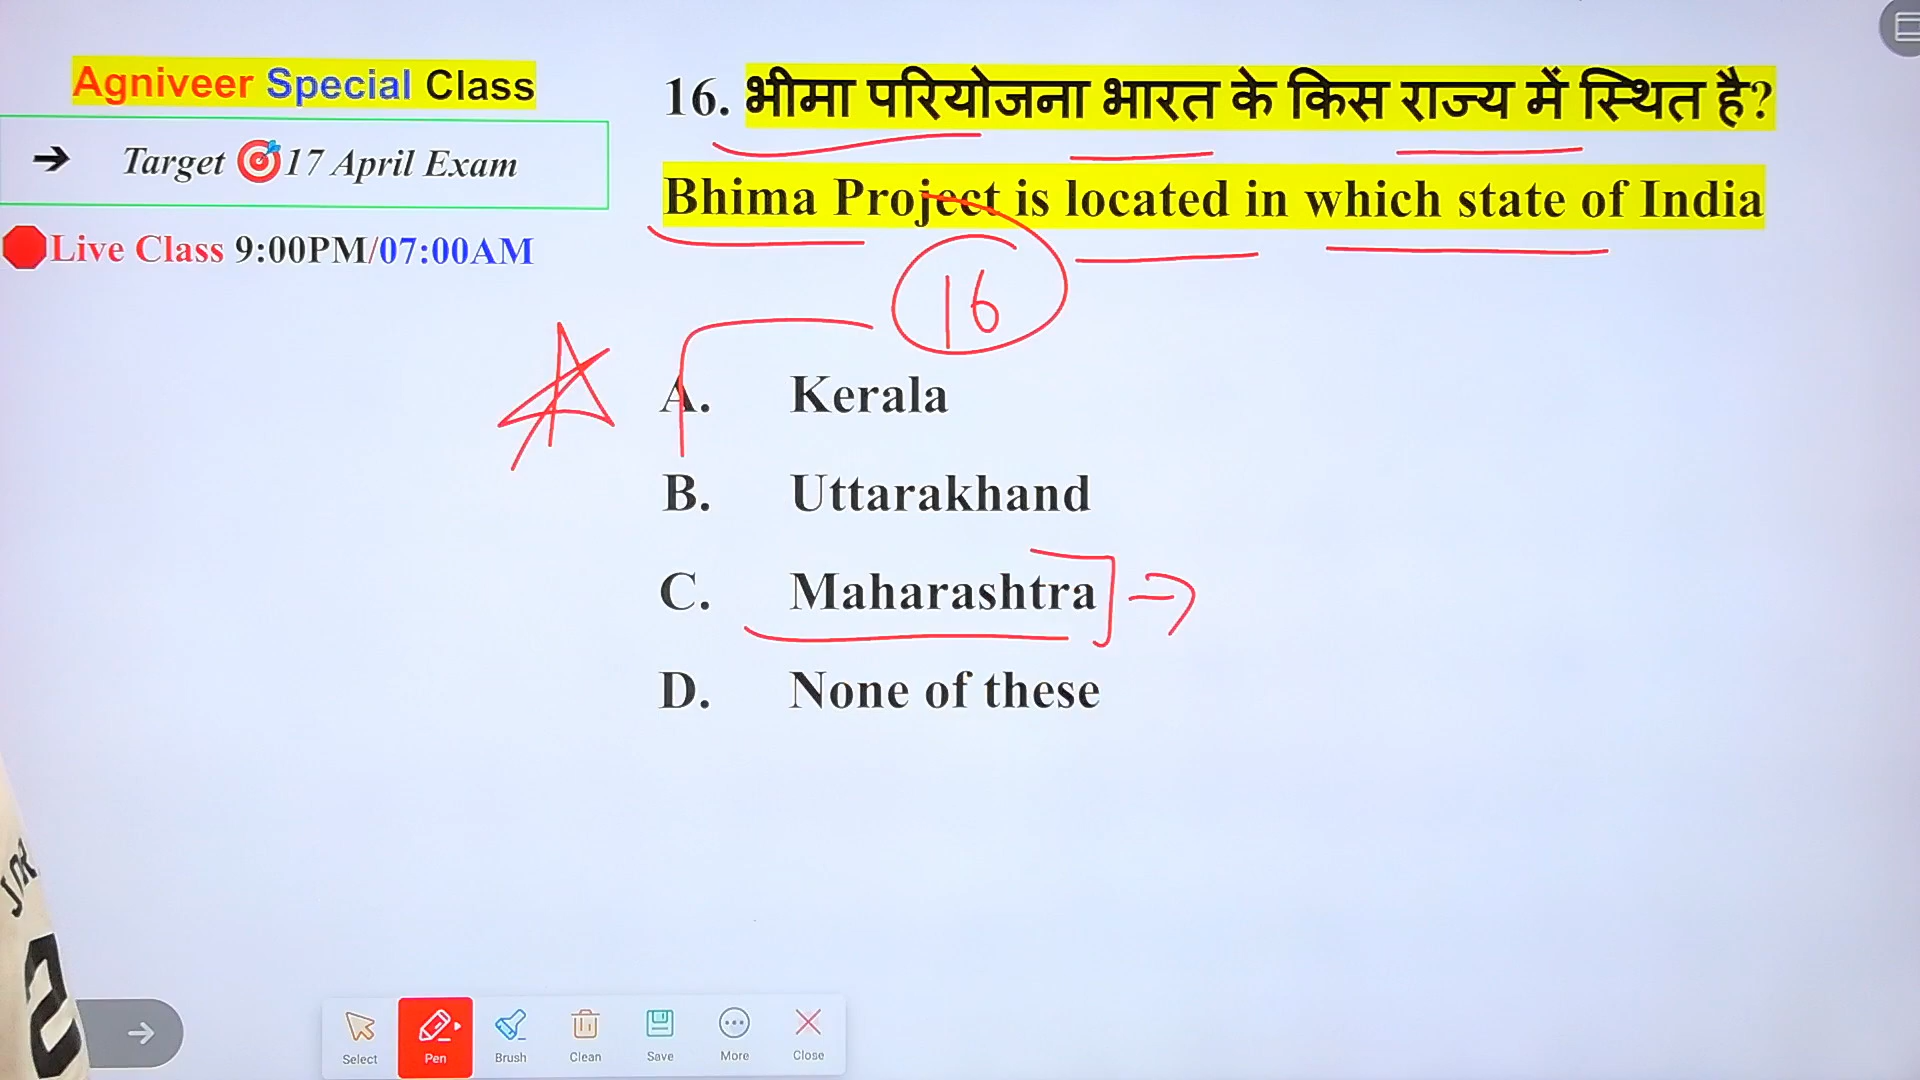 Agniveer Special Class
→ Target 🎯17 April Exam
Live Class 9:00PM/07:00AM
16. भीमा परियोजना भारत के किस राज्य में स्थित है?
Bhima Project is located in which state of India
16
A. Kerala
B. Uttarakhand
C. Maharashtra
D. None of these
2
Select Pen Brush Clean Save More Close